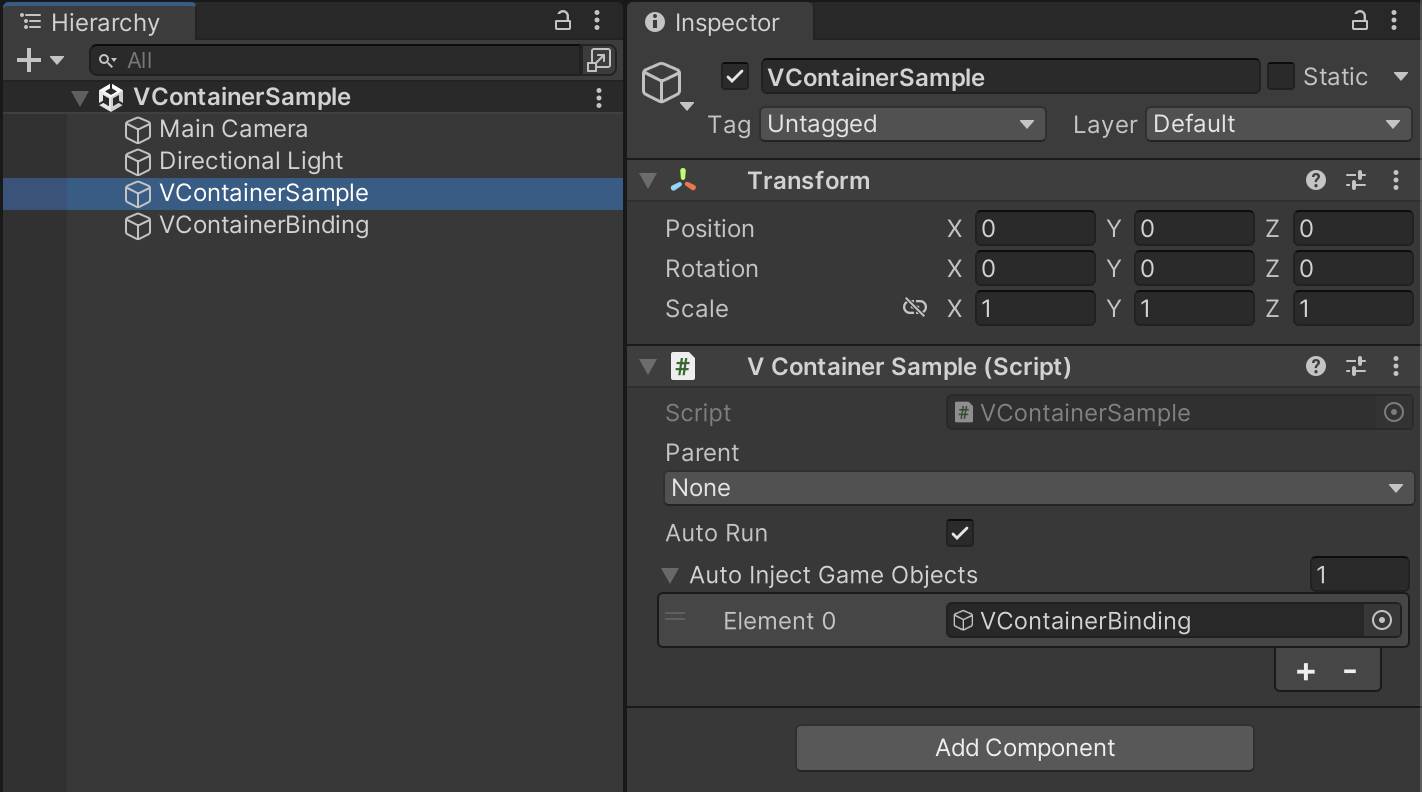 Hierarchy
All
VContainerSample
Main Camera
Directional Light
VContainerSample
VContainerBinding
Inspector
VContainerSample
Static
Tag Untagged Layer Default
Transform
Position X 0 Y 0 Z 0
Rotation X 0 Y 0 Z 0
Scale X 1 Y 1 Z 1
# V Container Sample (Script)
Script # VContainerSample
Parent
None
Auto Run
Auto Inject Game Objects 1
Element 0 VContainerBinding
+ -
Add Component